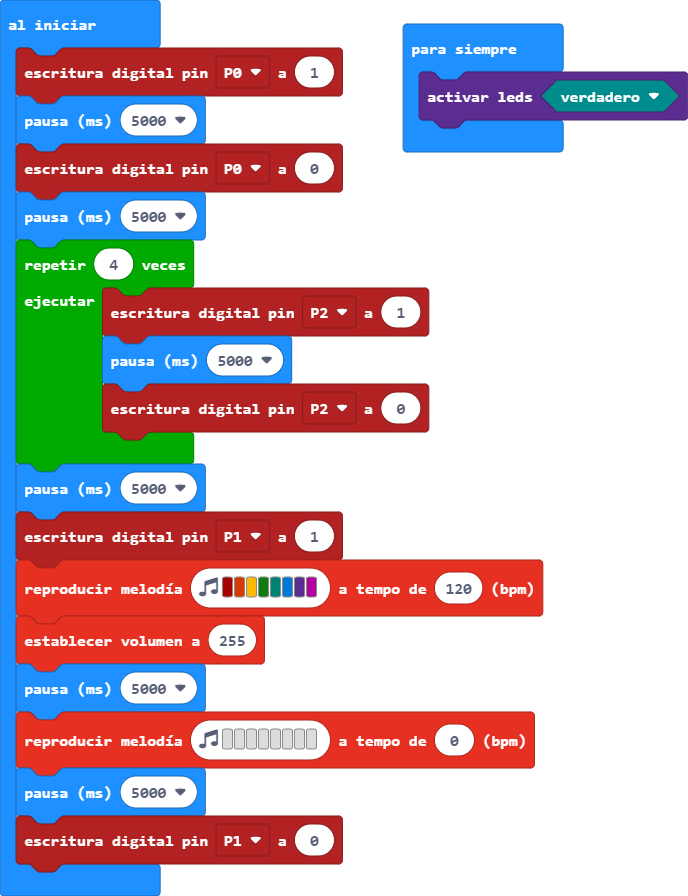 al iniciar
escritura digital pin P0 a 1
pausa (ms) 5000
escritura digital pin P0 a 0
pausa (ms) 5000
repetir 4 veces
ejecutar
escritura digital pin P2 a 1
pausa (ms) 5000
escritura digital pin P2 a 0
pausa (ms) 5000
escritura digital pin P1 a 1
reproducir melodía a tempo de 120 (bpm)
establecer volumen a 255
pausa (ms) 5000
reproducir melodía a tempo de 0 (bpm)
pausa (ms) 5000
escritura digital pin P1 a 0
para siempre
activar leds verdadero